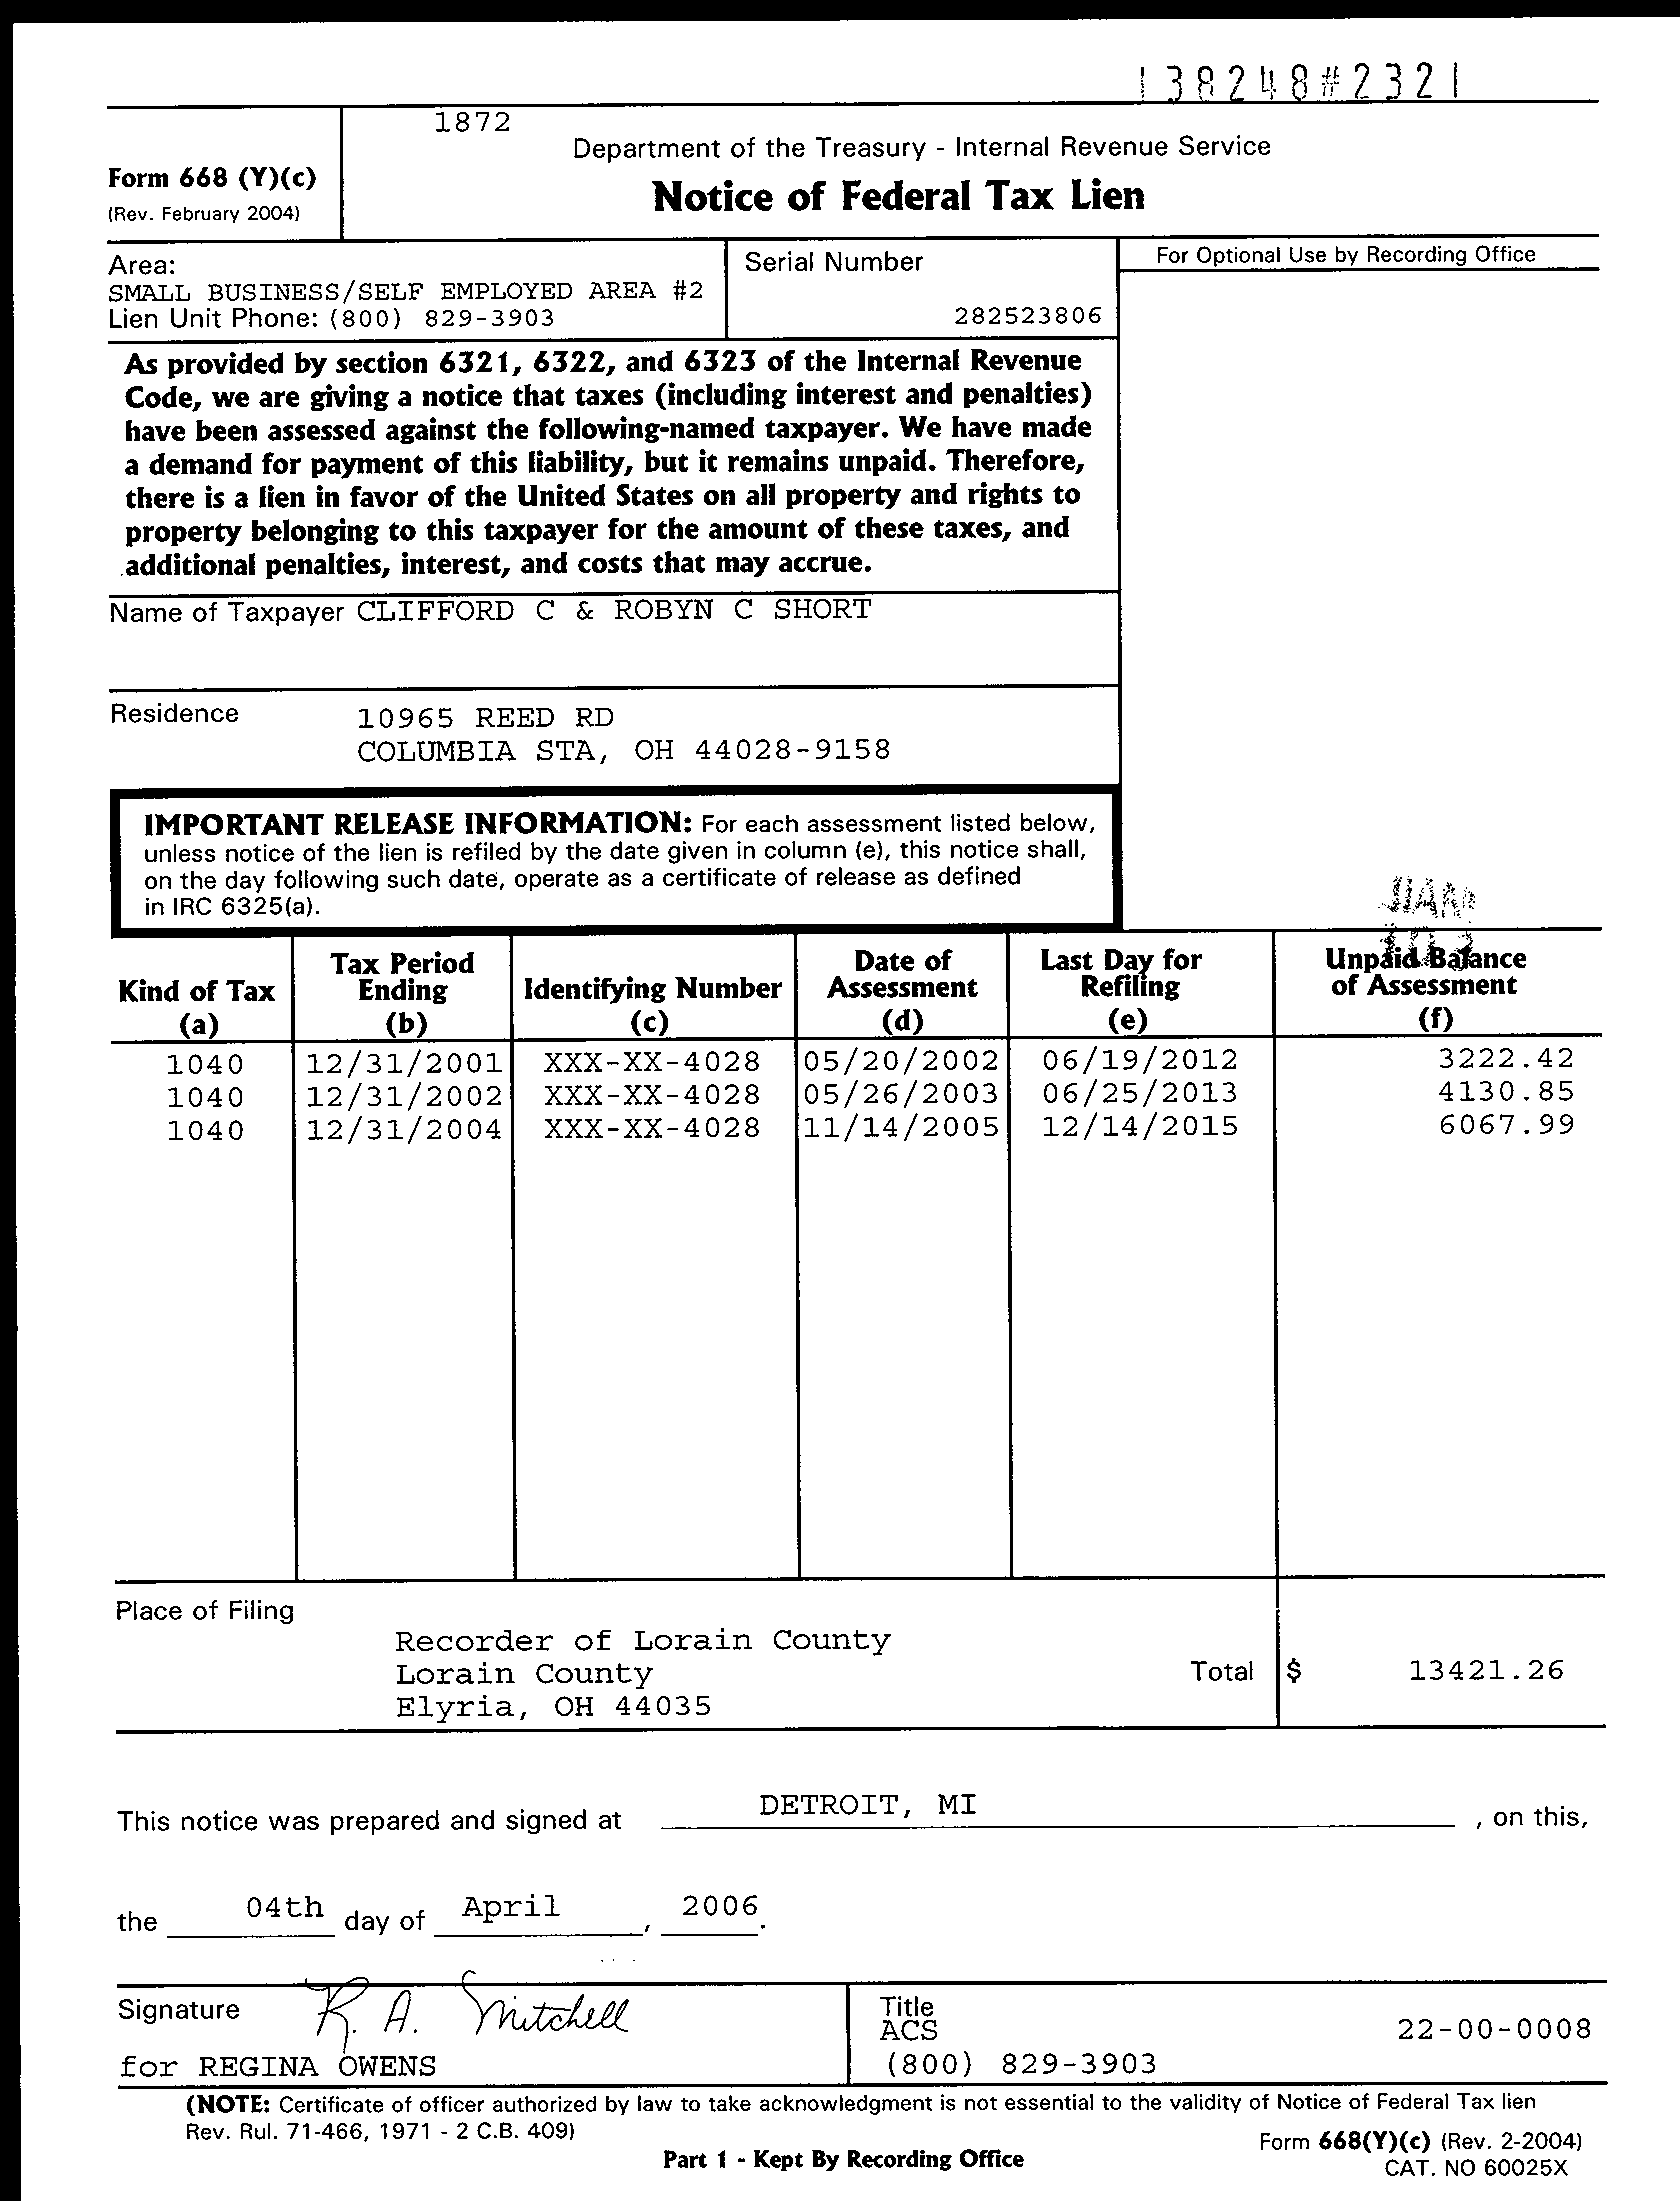 138248#2321
1872
Department of the Treasury - Internal Revenue Service
Form 668 (Y)(c)
(Rev. February 2004)
Notice of Federal Tax Lien
Area:
SMALL BUSINESS/SELF EMPLOYED AREA #2
Lien Unit Phone: (800) 829-3903
Serial Number
282523806
For Optional Use by Recording Office
As provided by section 6321, 6322, and 6323 of the Internal Revenue
Code, we are giving a notice that taxes (including interest and penalties)
have been assessed against the following-named taxpayer. We have made
a demand for payment of this liability, but it remains unpaid. Therefore,
there is a lien in favor of the United States on all property and rights to
property belonging to this taxpayer for the amount of these taxes, and
additional penalties, interest, and costs that may accrue.
Name of Taxpayer CLIFFORD C & ROBYN C SHORT
Residence
10965 REED RD
COLUMBIA STA, OH 44028-9158
IMPORTANT RELEASE INFORMATION: For each assessment listed below,
unless notice of the lien is refiled by the date given in column (e), this notice shall,
on the day following such date, operate as a certificate of release as defined
in IRC 6325(a).
Kind of Tax (a) Tax Period Ending (b) Identifying Number (c) Date of Assessment (d) Last Day for Refiling (e) Unpaid Balance of Assessment (f)
1040 12/31/2001 XXX-XX-4028 05/20/2002 06/19/2012 3222.42
1040 12/31/2002 XXX-XX-4028 05/26/2003 06/25/2013 4130.85
1040 12/31/2004 XXX-XX-4028 11/14/2005 12/14/2015 6067.99
Place of Filing
Recorder of Lorain County
Lorain County
Elyria, OH 44035
Total $ 13421.26
This notice was prepared and signed at DETROIT, MI , on this,
the 04th day of April , 2006.
Signature R. A. Mitchell
for REGINA OWENS
Title
ACS 22-00-0008
(800) 829-3903
(NOTE: Certificate of officer authorized by law to take acknowledgment is not essential to the validity of Notice of Federal Tax lien
Rev. Rul. 71-466, 1971 - 2 C.B. 409)
Part 1 - Kept By Recording Office
Form 668(Y)(c) (Rev. 2-2004)
CAT. NO 60025X